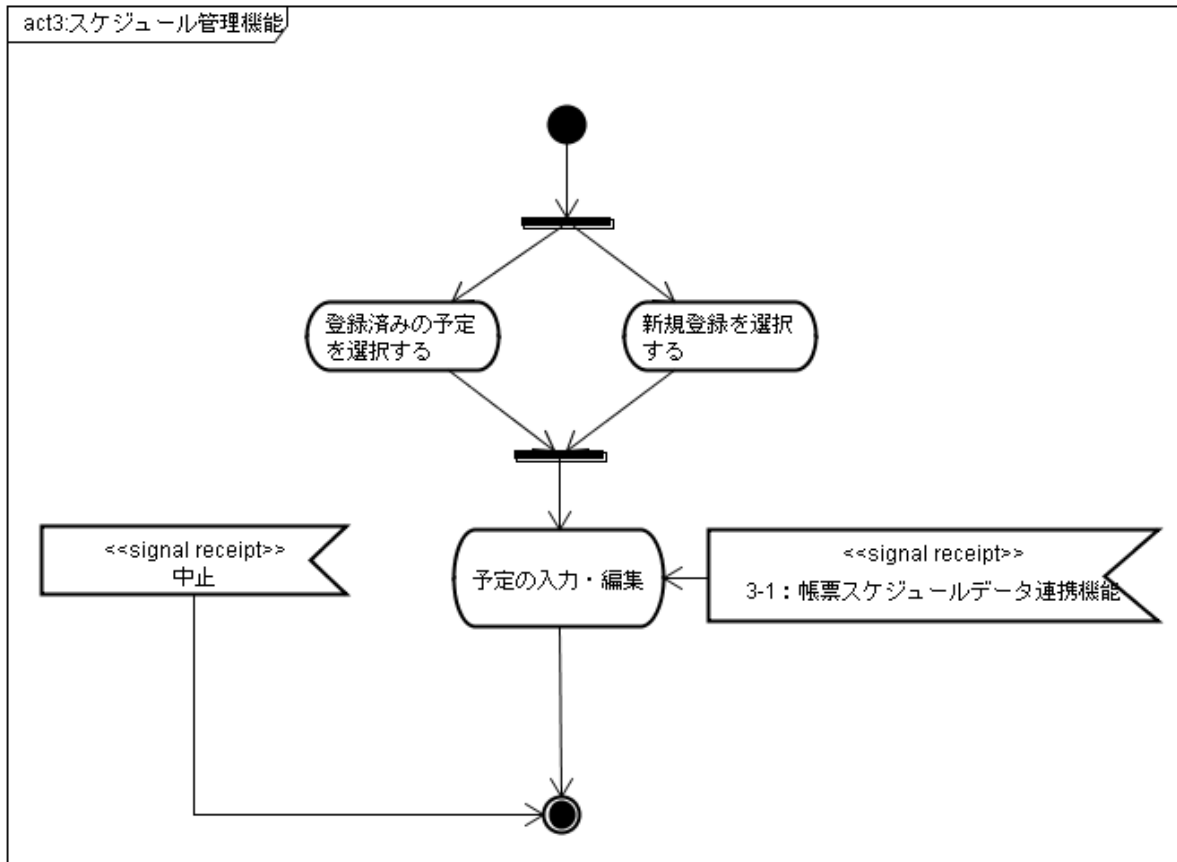 act3:スケジュール管理機能
登録済みの予定
を選択する
新規登録を選択
する
<<signal receipt>>
中止
予定の入力・編集
<<signal receipt>>
3-1：帳票スケジュールデータ連携機能